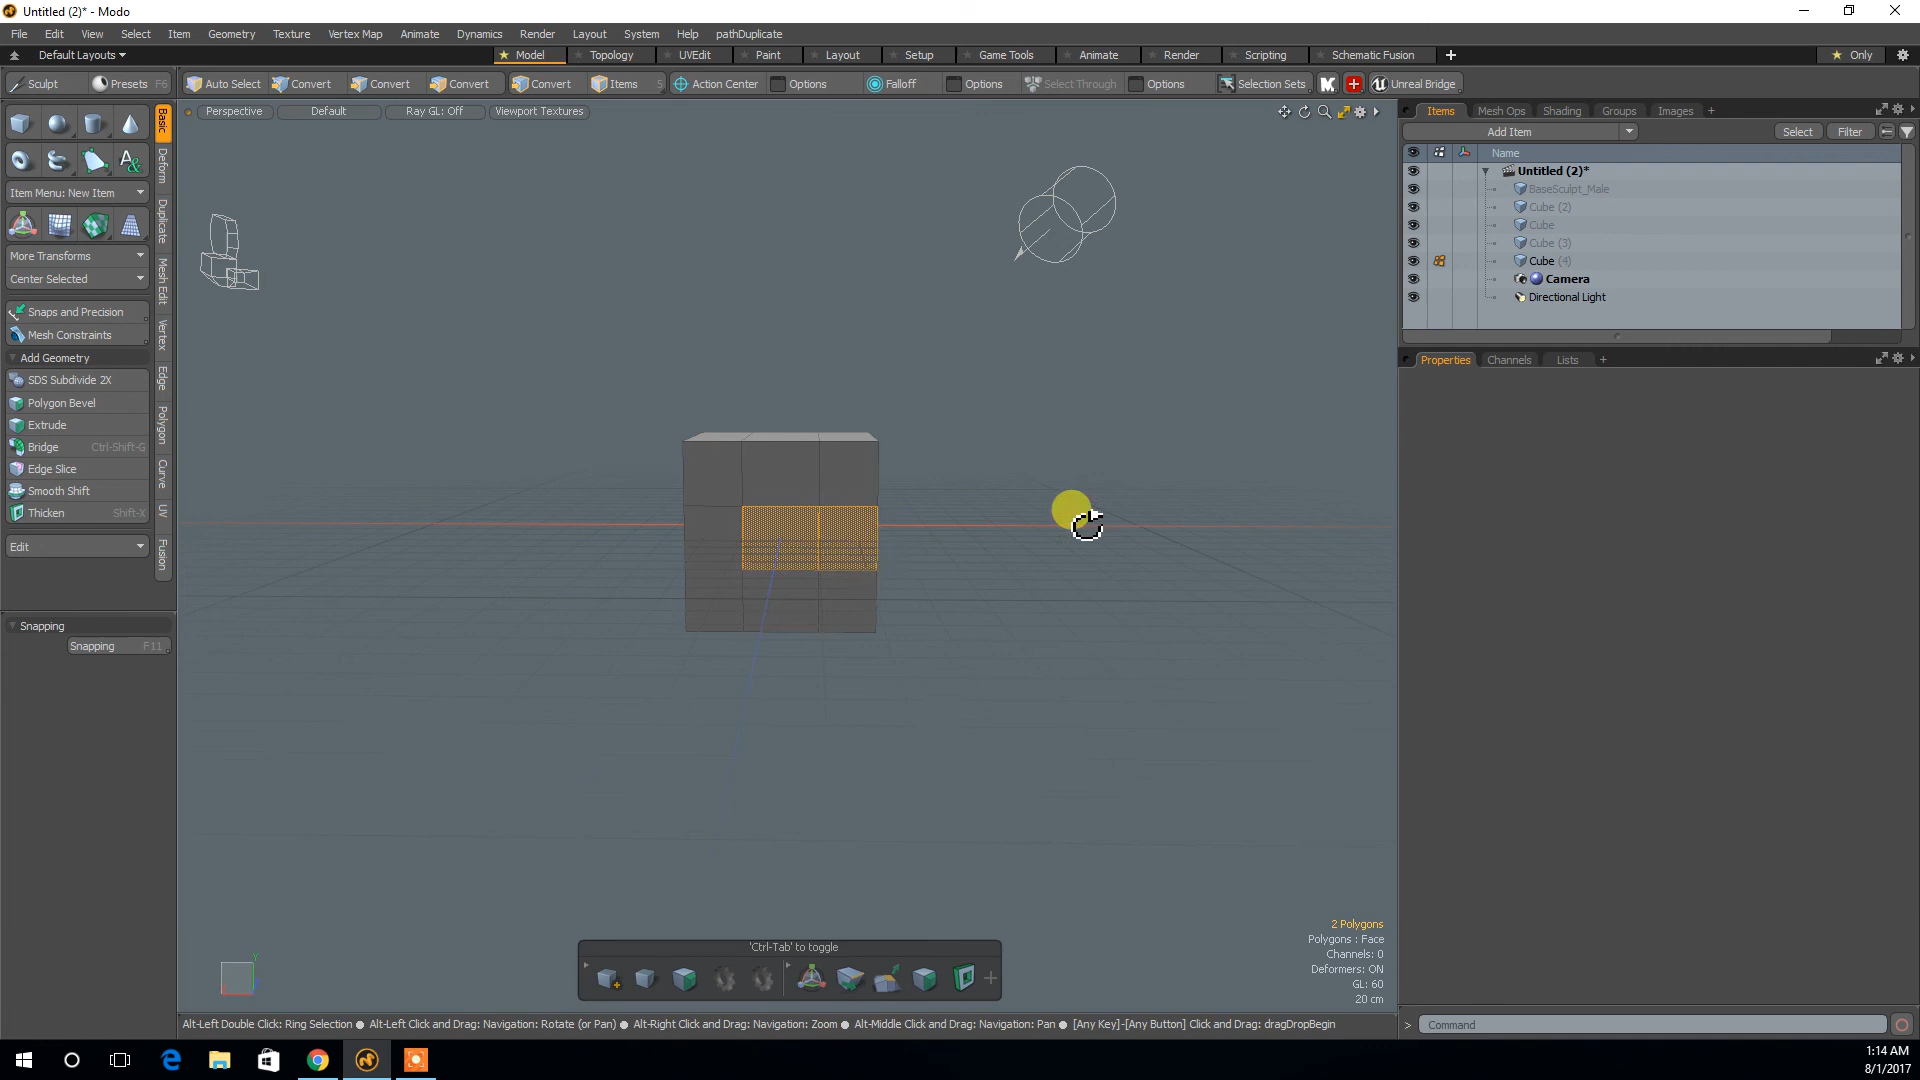 Untitled (2)* - Modo
File Edit View Select Item Geometry Texture Vertex Map Animate Dynamics Render Layout System Help pathDuplicate
Default Layouts
Model Topology UVEdit Paint Layout Setup Game Tools Animate Render Scripting Schematic Fusion Only
Sculpt Presets F6 Auto Select Convert Convert Convert Convert Items 5 Action Center Options Falloff Options Select Through Options Selection Sets Unreal Bridge
Perspective Default Ray GL: Off Viewport Textures
Basic
Deform
Duplicate
Mesh Edit
Vertex
Edge
Polygon
Curve
UV
Fusion
Item Menu: New Item
More Transforms
Center Selected
Snaps and Precision
Mesh Constraints
Add Geometry
SDS Subdivide 2X
Polygon Bevel
Extrude
Bridge Ctrl-Shift-G
Edge Slice
Smooth Shift
Thicken Shift-X
Edit
Snapping
Snapping F11
Items Mesh Ops Shading Groups Images
Add Item Select Filter
Name
Untitled (2)*
BaseSculpt_Male
Cube (2)
Cube
Cube (3)
Cube (4)
Camera
Directional Light
Properties Channels Lists
2 Polygons
Polygons : Face
Channels: 0
Deformers: ON
GL: 60
20 cm
'Ctrl-Tab' to toggle
Y
Alt-Left Double Click: Ring Selection Alt-Left Click and Drag: Navigation: Rotate (or Pan) Alt-Right Click and Drag: Navigation: Zoom Alt-Middle Click and Drag: Navigation: Pan [Any Key]-[Any Button] Click and Drag: dragDropBegin
> Command
1:14 AM
8/1/2017